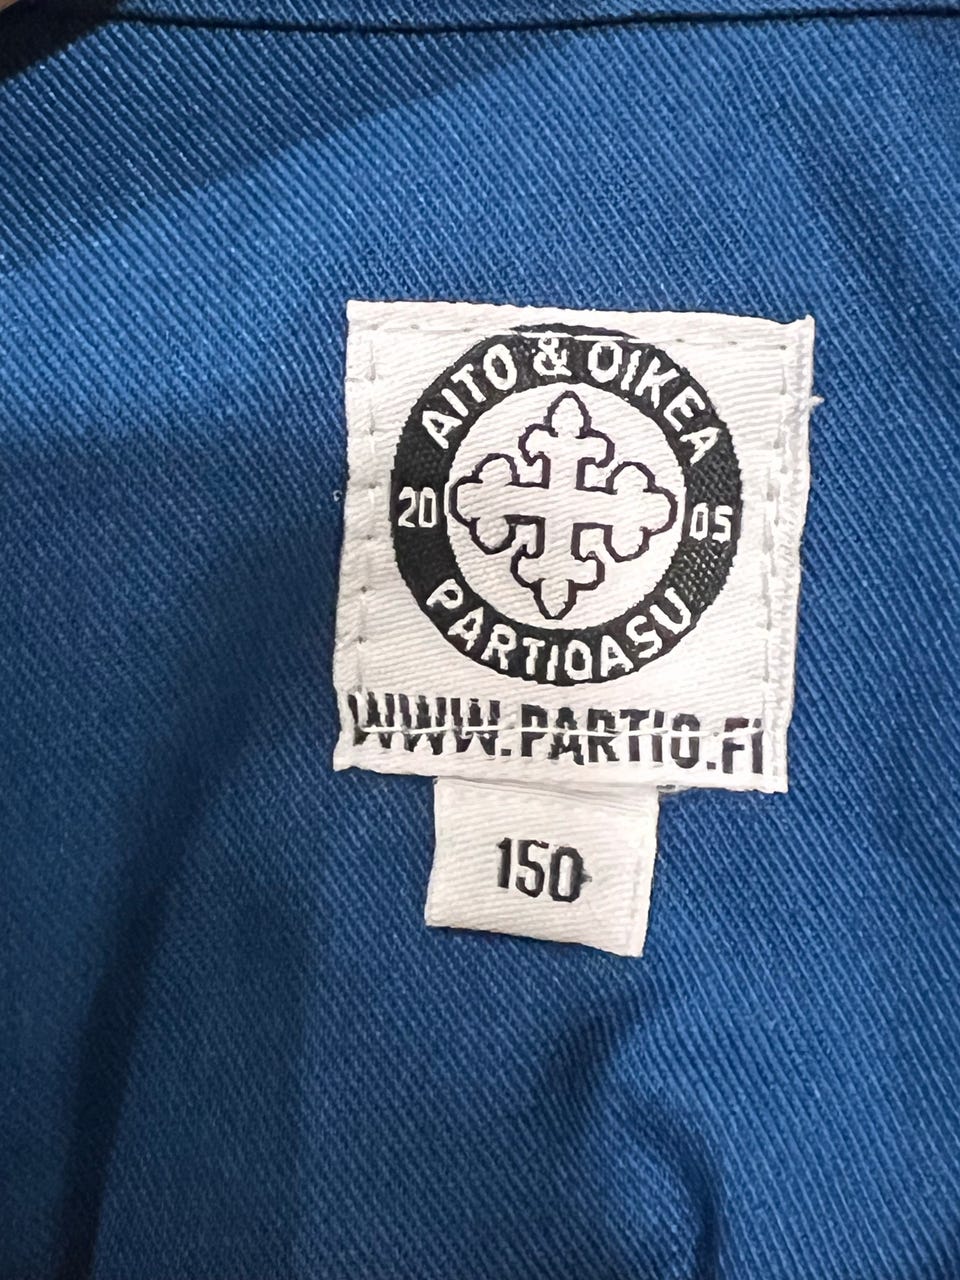 AITO & OIKEA
20 05
PARTIOASU
WWW.PARTIO.FI
150